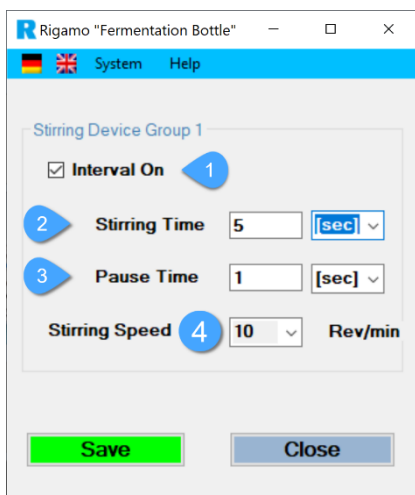 R Rigamo "Fermentation Bottle"
System Help
Stirring Device Group 1
Interval On 1
2 Stirring Time 5 [sec]
3 Pause Time 1 [sec]
Stirring Speed 4 10 Rev/min
Save Close